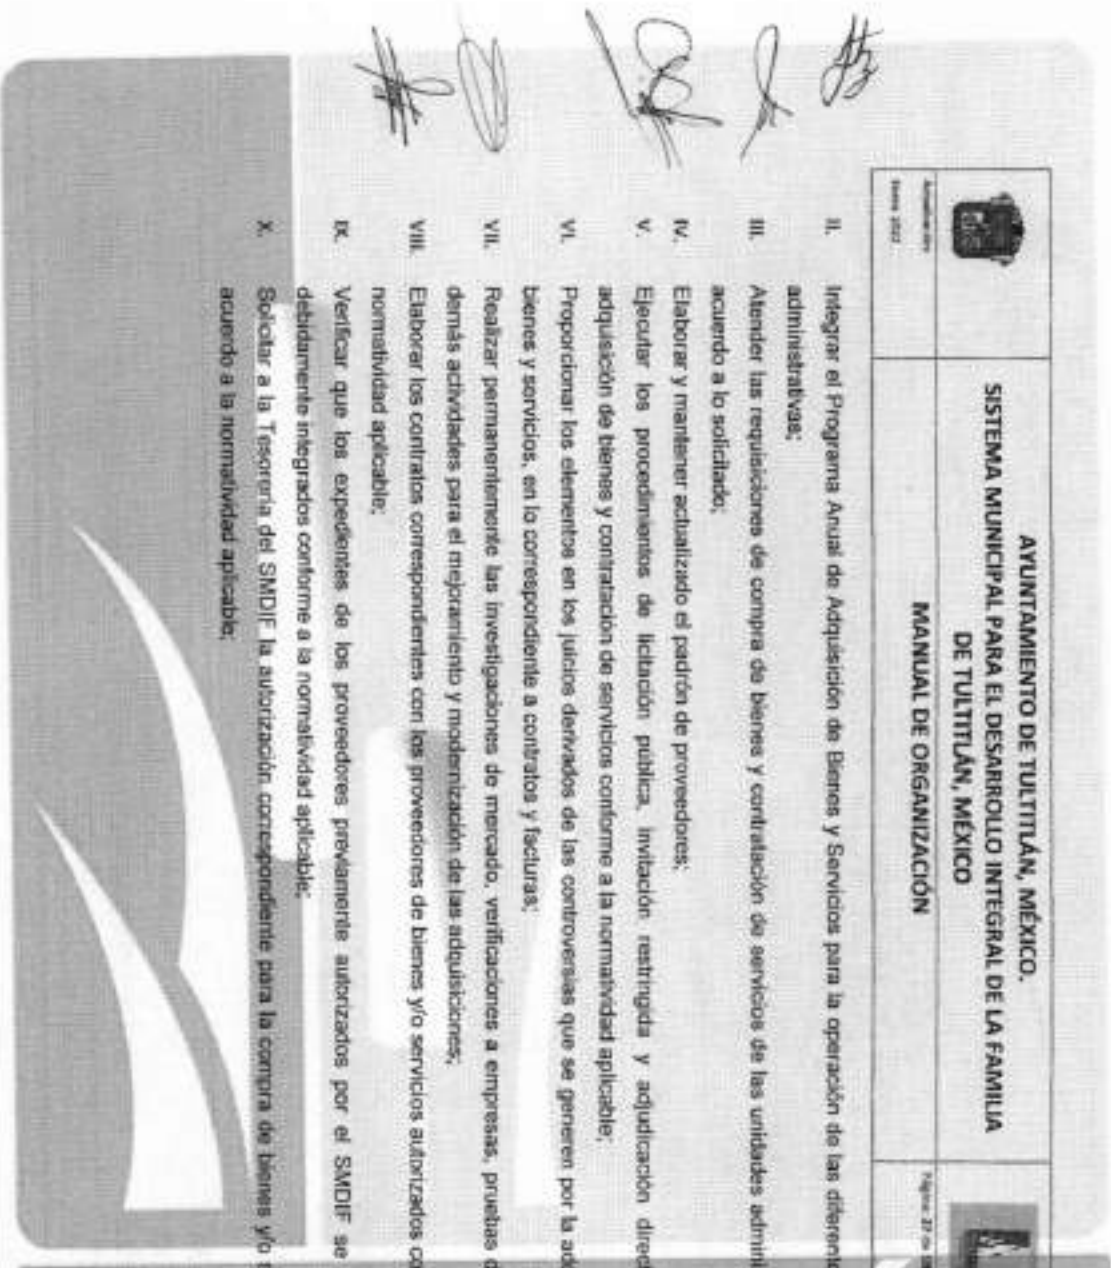 AYUNTAMIENTO DE TULTITLÁN, MÉXICO.
SISTEMA MUNICIPAL PARA EL DESARROLLO INTEGRAL DE LA FAMILIA
DE TULTITLÁN, MÉXICO
MANUAL DE ORGANIZACIÓN
Actualización
Página: 27 de
II. Integrar el Programa Anual de Adquisición de Bienes y Servicios para la operación de las diferent
administrativas;
III. Atender las requisiciones de compra de bienes y contratación de servicios de las unidades admini
acuerdo a lo solicitado;
IV. Elaborar y mantener actualizado el padrón de proveedores;
V. Ejecutar los procedimientos de licitación pública, invitación restringida y adjudicación direc
adquisición de bienes y contratación de servicios conforme a la normatividad aplicable;
VI. Proporcionar los elementos en los juicios derivados de las controversias que se generen por la ad
bienes y servicios, en lo correspondiente a contratos y facturas;
VII. Realizar permanentemente las investigaciones de mercado, verificaciones a empresas, pruebas d
demás actividades para el mejoramiento y modernización de las adquisiciones;
VIII. Elaborar los contratos correspondientes con los proveedores de bienes y/o servicios autorizados co
normatividad aplicable;
IX. Verificar que los expedientes de los proveedores previamente autorizados por el SMDIF se
debidamente integrados conforme a la normatividad aplicable;
X. Solicitar a la Tesorería del SMDIF la autorización correspondiente para la compra de bienes y/o
acuerdo a la normatividad aplicable;